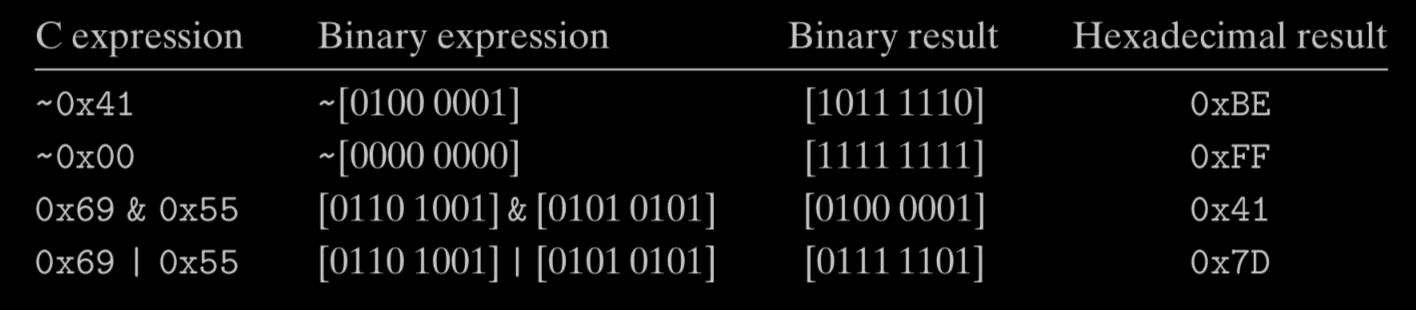 C expression Binary expression Binary result Hexadecimal result
~0x41 ~[0100 0001] [1011 1110] 0xBE
~0x00 ~[0000 0000] [1111 1111] 0xFF
0x69 & 0x55 [0110 1001] & [0101 0101] [0100 0001] 0x41
0x69 | 0x55 [0110 1001] | [0101 0101] [0111 1101] 0x7D